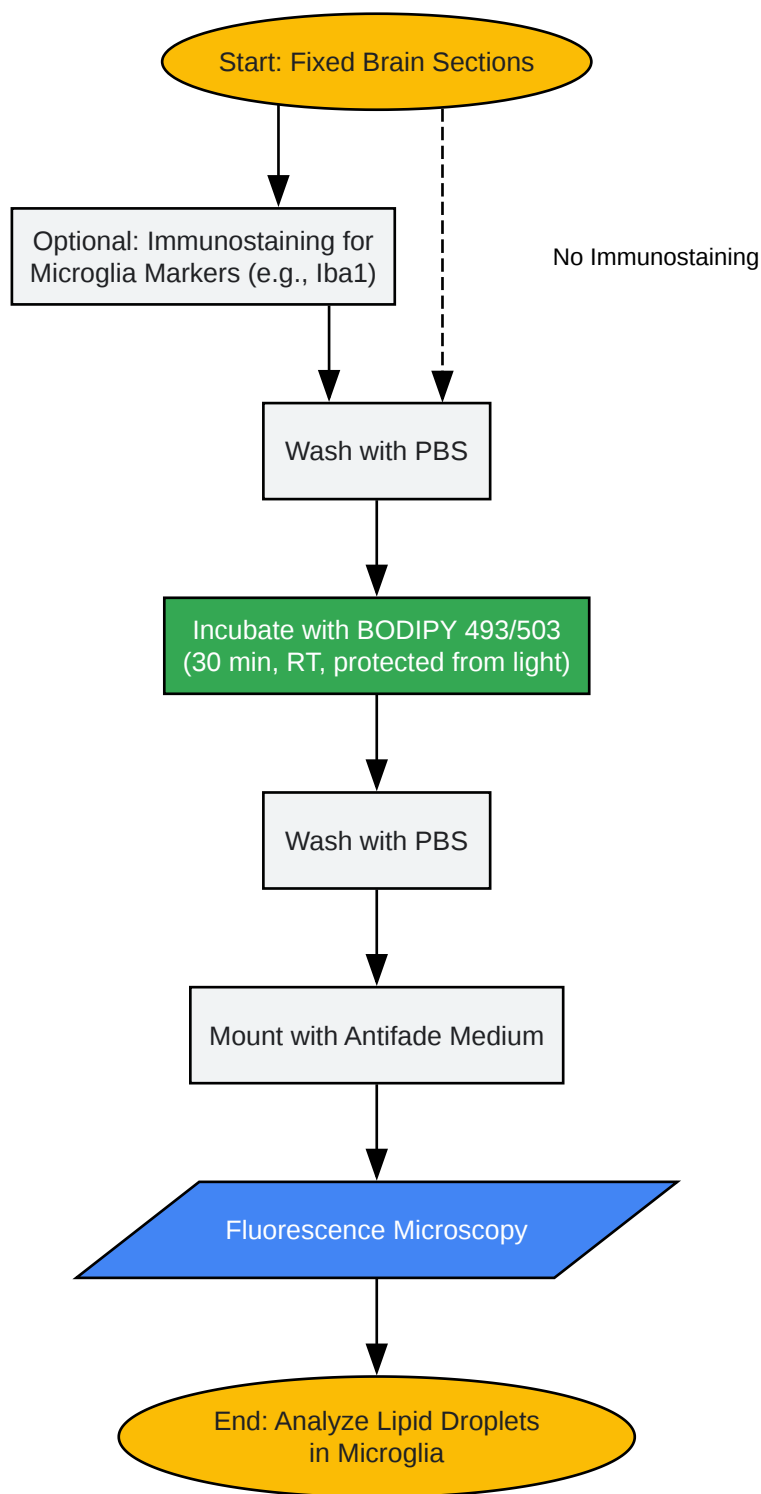 Start: Fixed Brain Sections
Optional: Immunostaining for
Microglia Markers (e.g., Iba1)
No Immunostaining
Wash with PBS
Incubate with BODIPY 493/503
(30 min, RT, protected from light)
Wash with PBS
Mount with Antifade Medium
Fluorescence Microscopy
End: Analyze Lipid Droplets
in Microglia